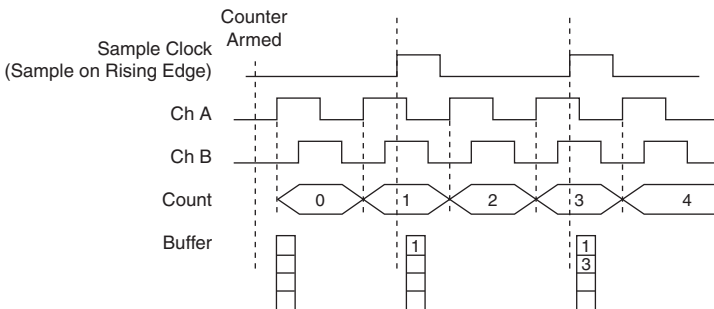 Counter
Armed
Sample Clock
(Sample on Rising Edge)
Ch A
Ch B
Count 0 1 2 3 4
Buffer 1 1
3